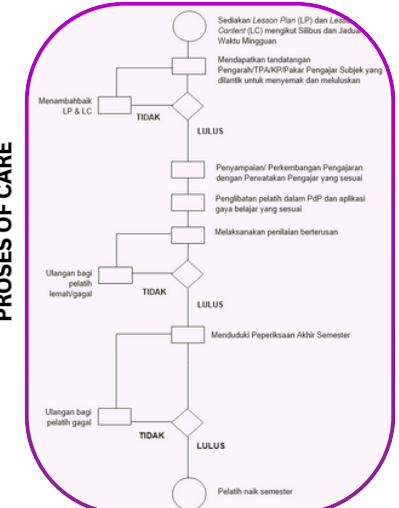 PROSES OF CARE
Sediakan Lesson Plan (LP) dan
Content (LC) mengikut Silibus dan
Waktu Mingguan
Mendapatkan tandatangan
Pengarah/TPA/KP/Pakar Pengajar Subjek yang
dilantik untuk menyemak dan meluluskan
Menambahbaik
LP & LC
TIDAK
LULUS
Penyampaian/ Perkembangan Pengajaran
dengan Perwatakan Pengajar yang sesuai
Penglibatan pelatih dalam PdP dan aplikasi
gaya belajar yang sesuai
Melaksanakan penilaian berterusan
Ulangan bagi
pelatih
lemah/gagal
TIDAK
LULUS
Menduduki Peperiksaan Akhir Semester
Ulangan bagi
pelatih gagal
TIDAK
LULUS
Pelatih naik semester